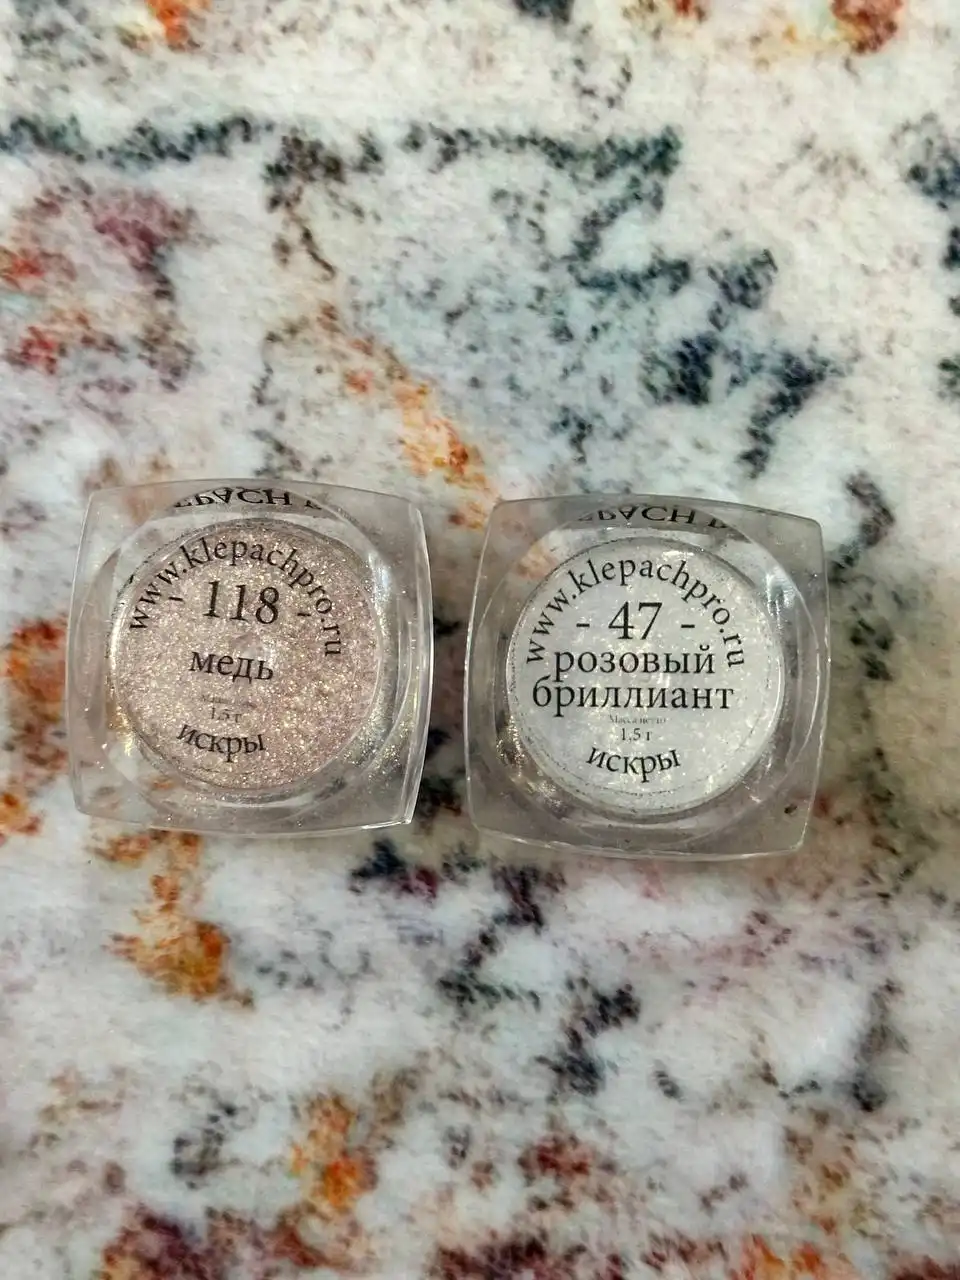 www.klepachpro.ru
- 118 -
медь
1,5 г
искры
www.klepachpro.ru
- 47 -
розовый
бриллиант
Масса нетто
1,5 г
искры